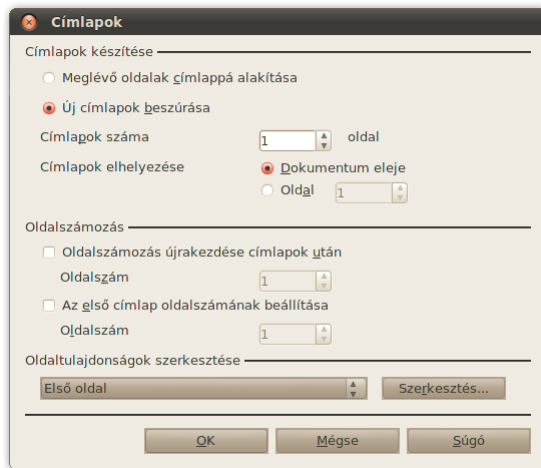 Címlapok
Címlapok készítése
Meglévő oldalak címlappá alakítása
Új címlapok beszúrása
Címlapok száma 1 oldal
Címlapok elhelyezése Dokumentum eleje
Oldal 1
Oldalszámozás
Oldalszámozás újrakezdése címlapok után
Oldalszám 1
Az első címlap oldalszámának beállítása
Oldalszám 1
Oldaltulajdonságok szerkesztése
Első oldal Szerkesztés...
OK Mégse Súgó